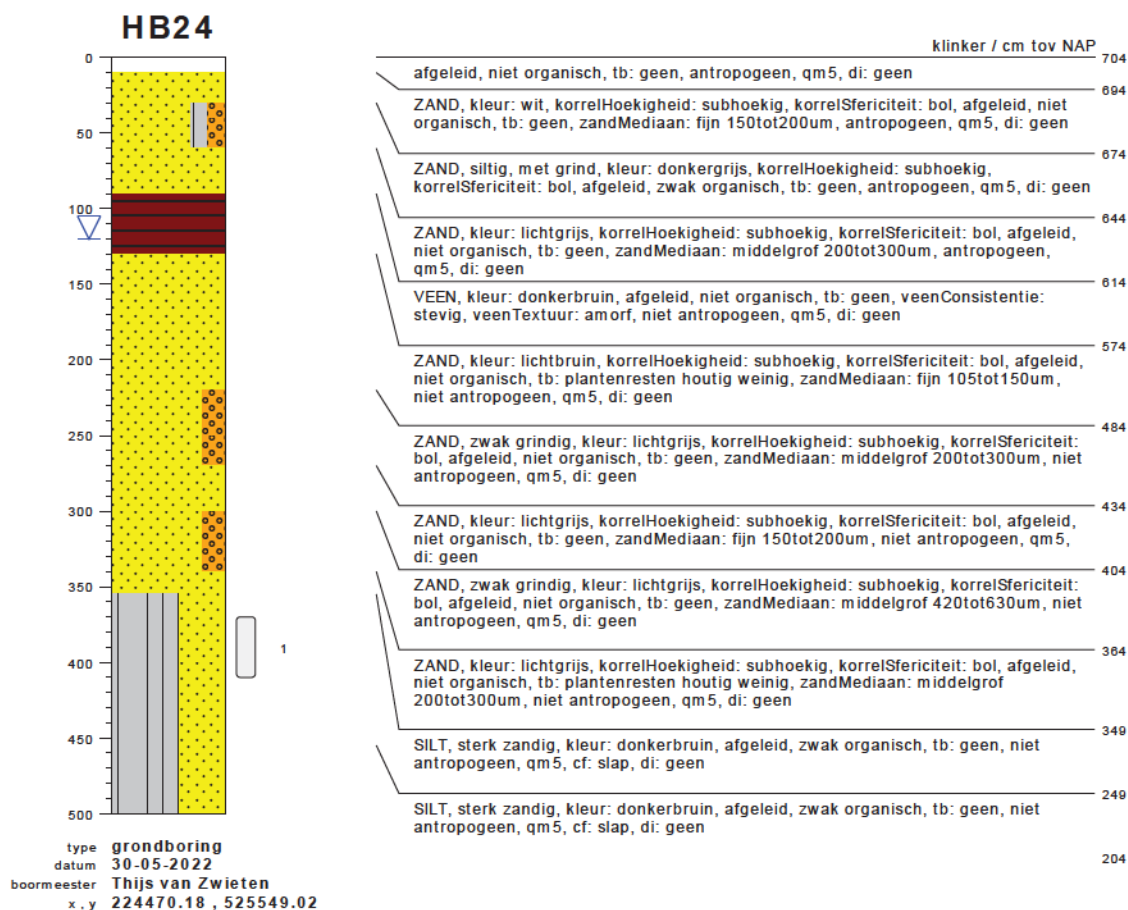 HB24
klinker / cm tov NAP
0
704
afgeleid, niet organisch, tb: geen, antropogeen, qm5, di: geen
694
ZAND, kleur: wit, korrelHoekigheid: subhoekig, korrelSfericiteit: bol, afgeleid, niet
organisch, tb: geen, zandMediaan: fijn 150tot200um, antropogeen, qm5, di: geen
50
674
ZAND, siltig, met grind, kleur: donkergrijs, korrelHoekigheid: subhoekig,
korrelSfericiteit: bol, afgeleid, zwak organisch, tb: geen, antropogeen, qm5, di: geen
100
644
ZAND, kleur: lichtgrijs, korrelHoekigheid: subhoekig, korrelSfericiteit: bol, afgeleid,
niet organisch, tb: geen, zandMediaan: middelgrof 200tot300um, antropogeen,
qm5, di: geen
614
150
VEEN, kleur: donkerbruin, afgeleid, niet organisch, tb: geen, veenConsistentie:
stevig, veenTextuur: amorf, niet antropogeen, qm5, di: geen
574
200
ZAND, kleur: lichtbruin, korrelHoekigheid: subhoekig, korrelSfericiteit: bol, afgeleid,
niet organisch, tb: plantenresten houtig weinig, zandMediaan: fijn 105tot150um,
niet antropogeen, qm5, di: geen
484
250
ZAND, zwak grindig, kleur: lichtgrijs, korrelHoekigheid: subhoekig, korrelSfericiteit:
bol, afgeleid, niet organisch, tb: geen, zandMediaan: middelgrof 200tot300um, niet
antropogeen, qm5, di: geen
434
300
ZAND, kleur: lichtgrijs, korrelHoekigheid: subhoekig, korrelSfericiteit: bol, afgeleid,
niet organisch, tb: geen, zandMediaan: fijn 150tot200um, niet antropogeen, qm5,
di: geen
404
350
ZAND, zwak grindig, kleur: lichtgrijs, korrelHoekigheid: subhoekig, korrelSfericiteit:
bol, afgeleid, niet organisch, tb: geen, zandMediaan: middelgrof 420tot630um, niet
antropogeen, qm5, di: geen
1
364
400
ZAND, kleur: lichtgrijs, korrelHoekigheid: subhoekig, korrelSfericiteit: bol, afgeleid,
niet organisch, tb: plantenresten houtig weinig, zandMediaan: middelgrof
200tot300um, niet antropogeen, qm5, di: geen
349
450
SILT, sterk zandig, kleur: donkerbruin, afgeleid, zwak organisch, tb: geen, niet
antropogeen, qm5, cf: slap, di: geen
249
500
SILT, sterk zandig, kleur: donkerbruin, afgeleid, zwak organisch, tb: geen, niet
antropogeen, qm5, cf: slap, di: geen
204
type grondboring
datum 30-05-2022
boormeester Thijs van Zwieten
x , y 224470.18 , 525549.02